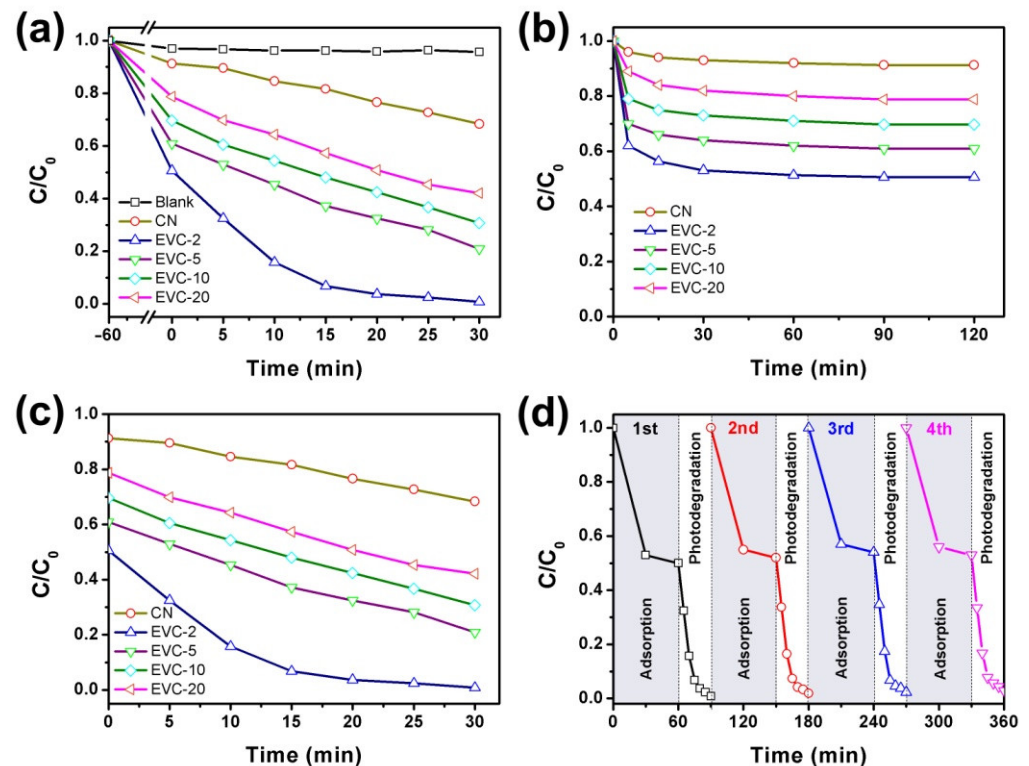 (a)
C/C0
1.0
0.8
0.6
0.4
0.2
0.0
Blank
CN
EVC-2
EVC-5
EVC-10
EVC-20
-60 0 5 10 15 20 25 30
Time (min)
(b)
C/C0
1.0
0.8
0.6
0.4
0.2
0.0
CN
EVC-2
EVC-5
EVC-10
EVC-20
0 30 60 90 120
Time (min)
(c)
C/C0
1.0
0.8
0.6
0.4
0.2
0.0
CN
EVC-2
EVC-5
EVC-10
EVC-20
0 5 10 15 20 25 30
Time (min)
(d)
C/C0
1.0
0.8
0.6
0.4
0.2
0.0
1st
2nd
3rd
4th
Adsorption
Photodegradation
Adsorption
Photodegradation
Adsorption
Photodegradation
Adsorption
Photodegradation
0 60 120 180 240 300 360
Time (min)